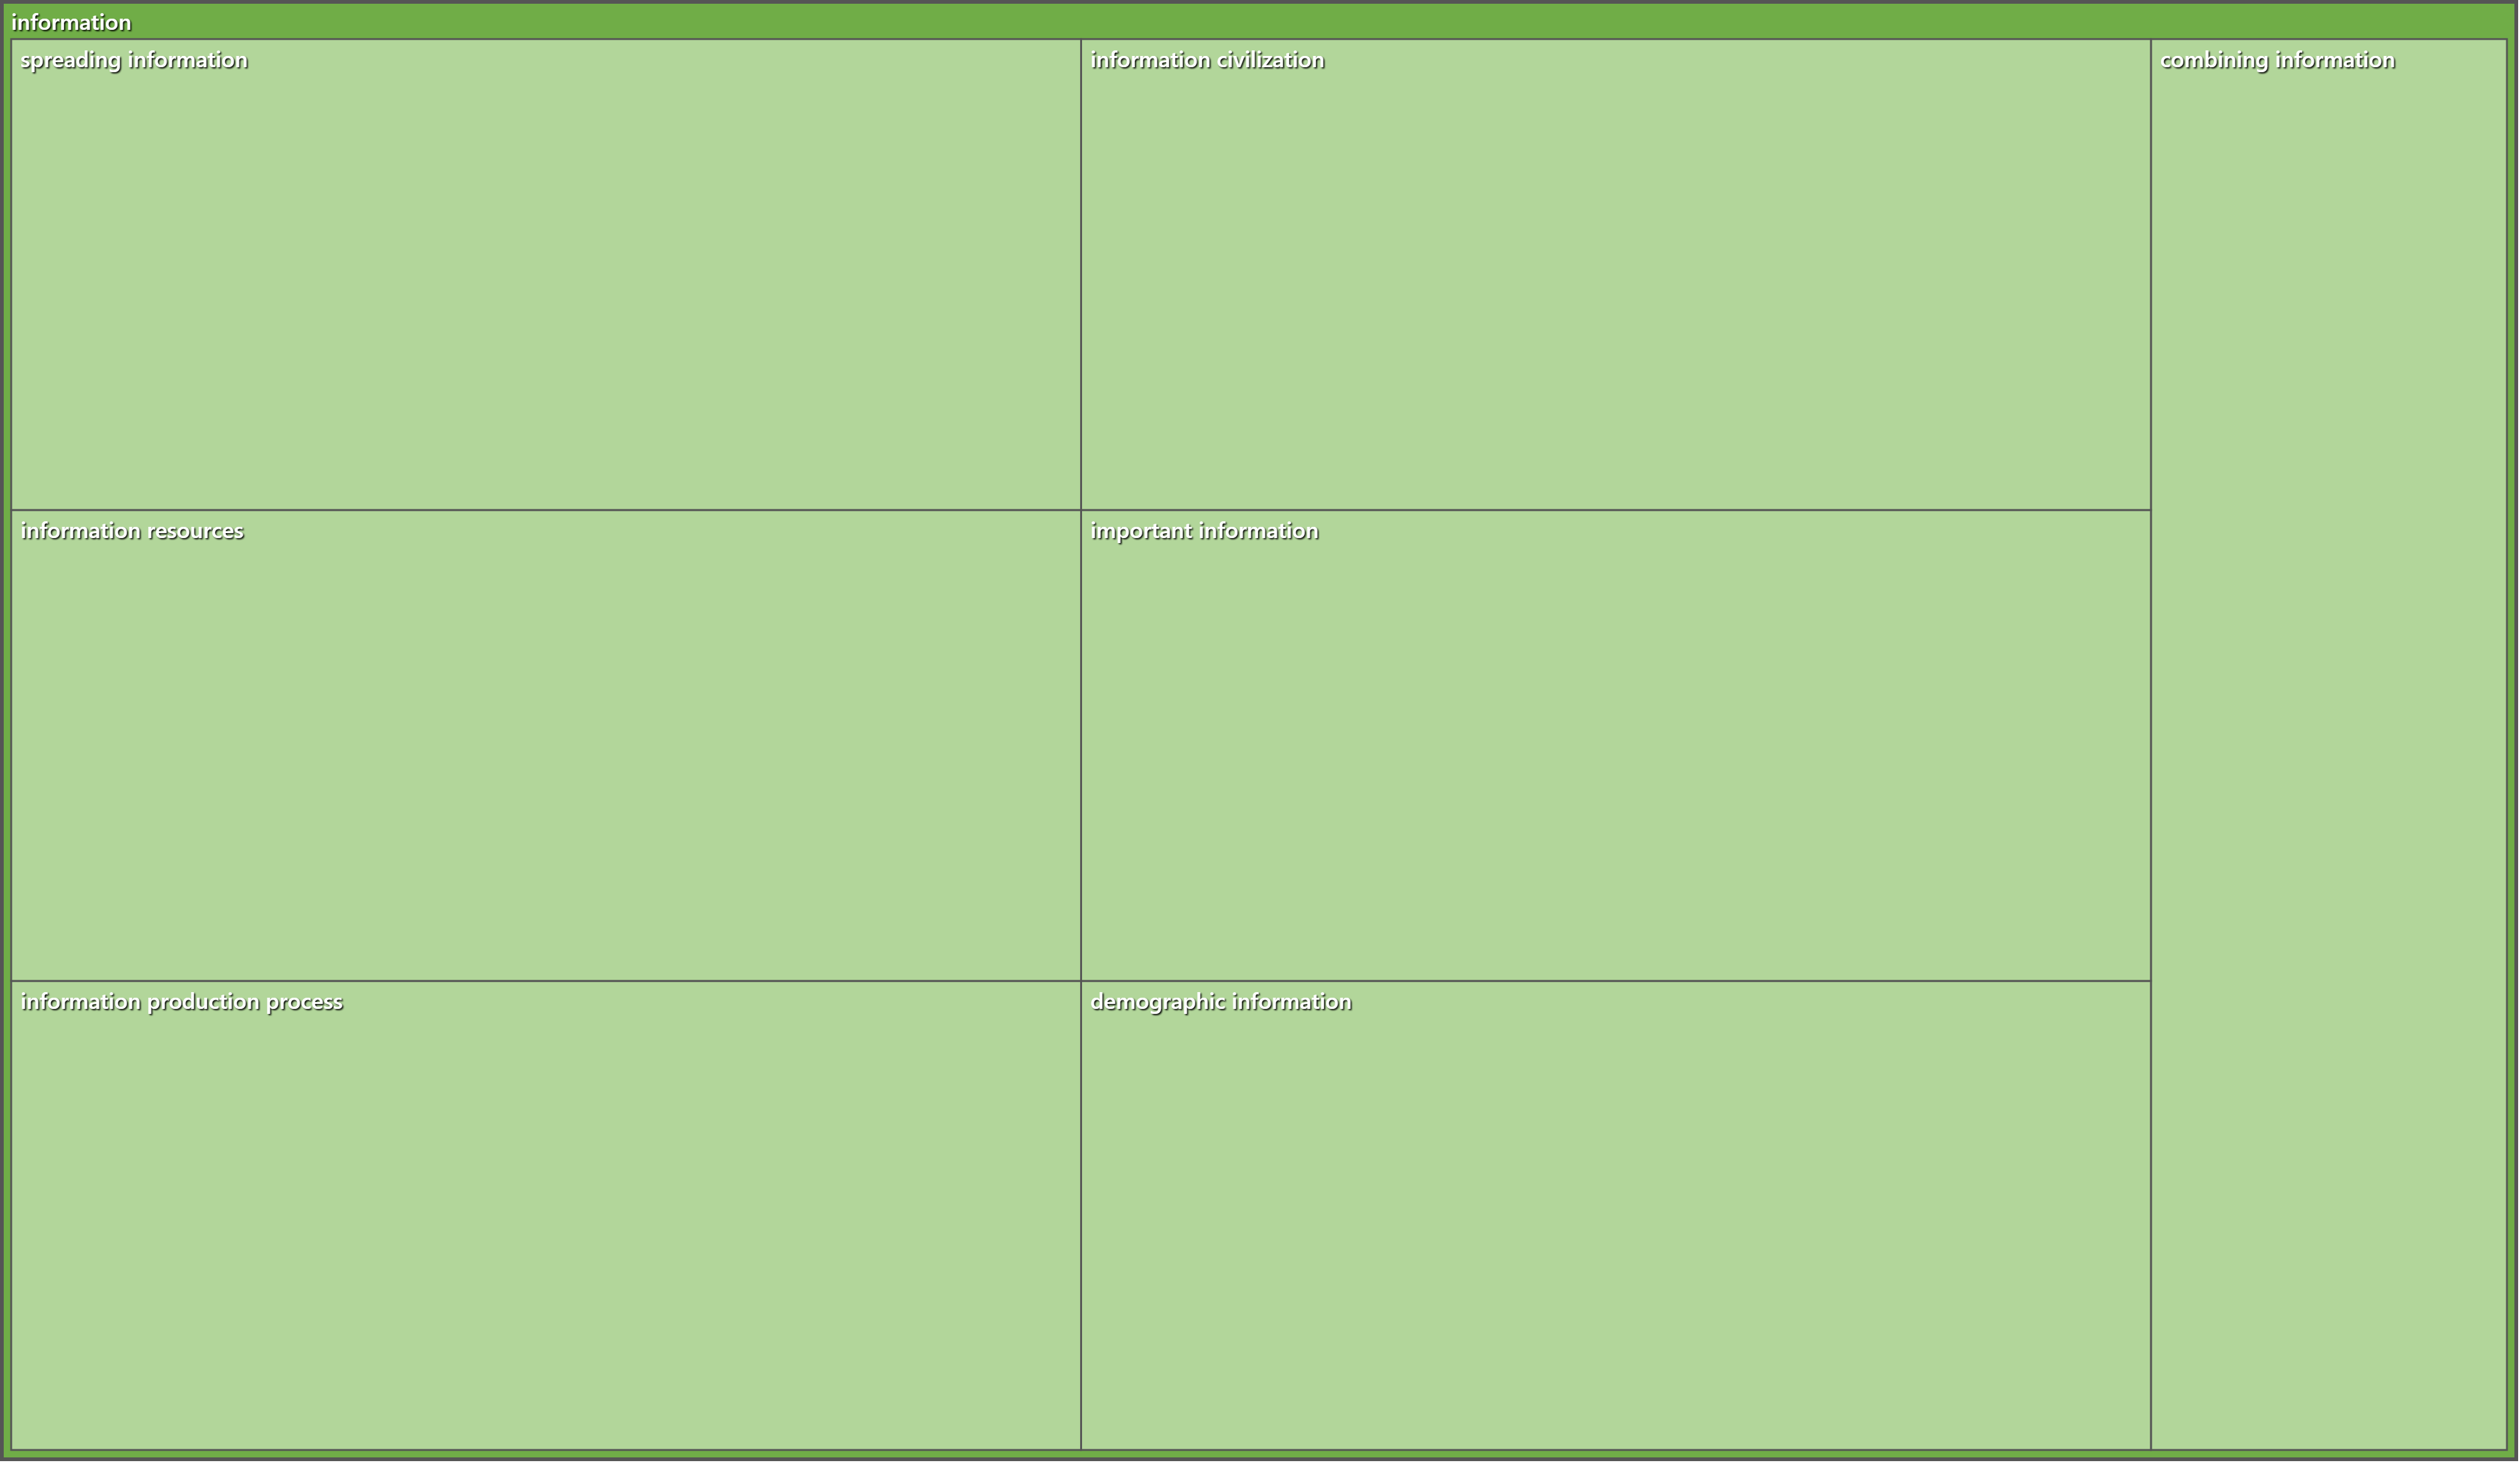 information
spreading information
information civilization
combining information
information resources
important information
information production process
demographic information